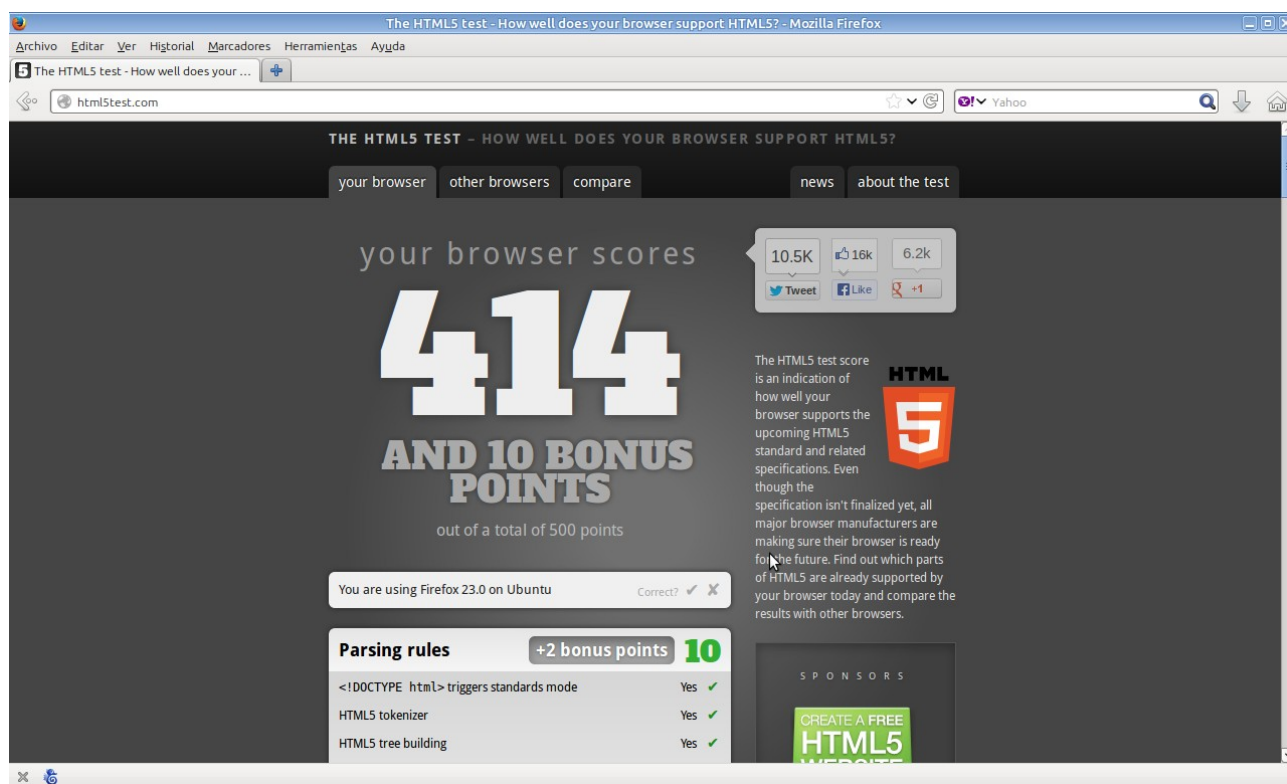 The HTML5 test - How well does your browser support HTML5? - Mozilla Firefox
Archivo Editar Ver Historial Marcadores Herramientas Ayuda
5 The HTML5 test - How well does your ...
html5test.com
Yahoo
THE HTML5 TEST – HOW WELL DOES YOUR BROWSER SUPPORT HTML5?
your browser other browsers compare news about the test
your browser scores
414
AND 10 BONUS
POINTS
out of a total of 500 points
10.5K 16k 6.2k
Tweet Like +1
The HTML5 test score
is an indication of
how well your
browser supports the
upcoming HTML5
standard and related
specifications. Even
though the
specification isn't finalized yet, all
major browser manufacturers are
making sure their browser is ready
for the future. Find out which parts
of HTML5 are already supported by
your browser today and compare the
results with other browsers.
HTML
5
You are using Firefox 23.0 on Ubuntu Correct? ✔ ✘
Parsing rules +2 bonus points 10
<!DOCTYPE html> triggers standards mode Yes ✔
HTML5 tokenizer Yes ✔
HTML5 tree building Yes ✔
SPONSORS
CREATE A FREE
HTML5
WEBSITE